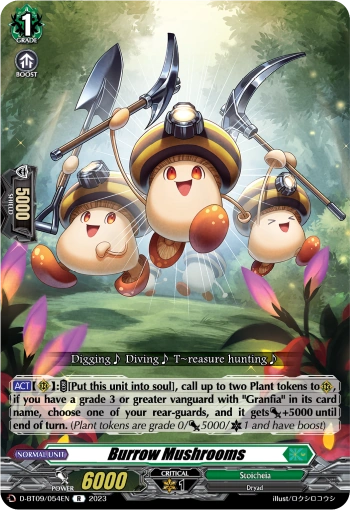 1
GRADE
BOOST
5000
SHIELD
Digging♪ Diving♪ T~reasure hunting♪
ACT【 】:[Put this unit into soul], call up to two Plant tokens to ,
if you have a grade 3 or greater vanguard with "Granfia" in its card
name, choose one of your rear-guards, and it gets +5000 until
end of turn. (Plant tokens are grade 0/ 5000/ 1 and have boost)
NORMAL UNIT
Burrow Mushrooms
POWER
6000
CRITICAL
1
Stoicheia
Dryad
D-BT09/054EN R 2023
illust/ロクシロコウシ